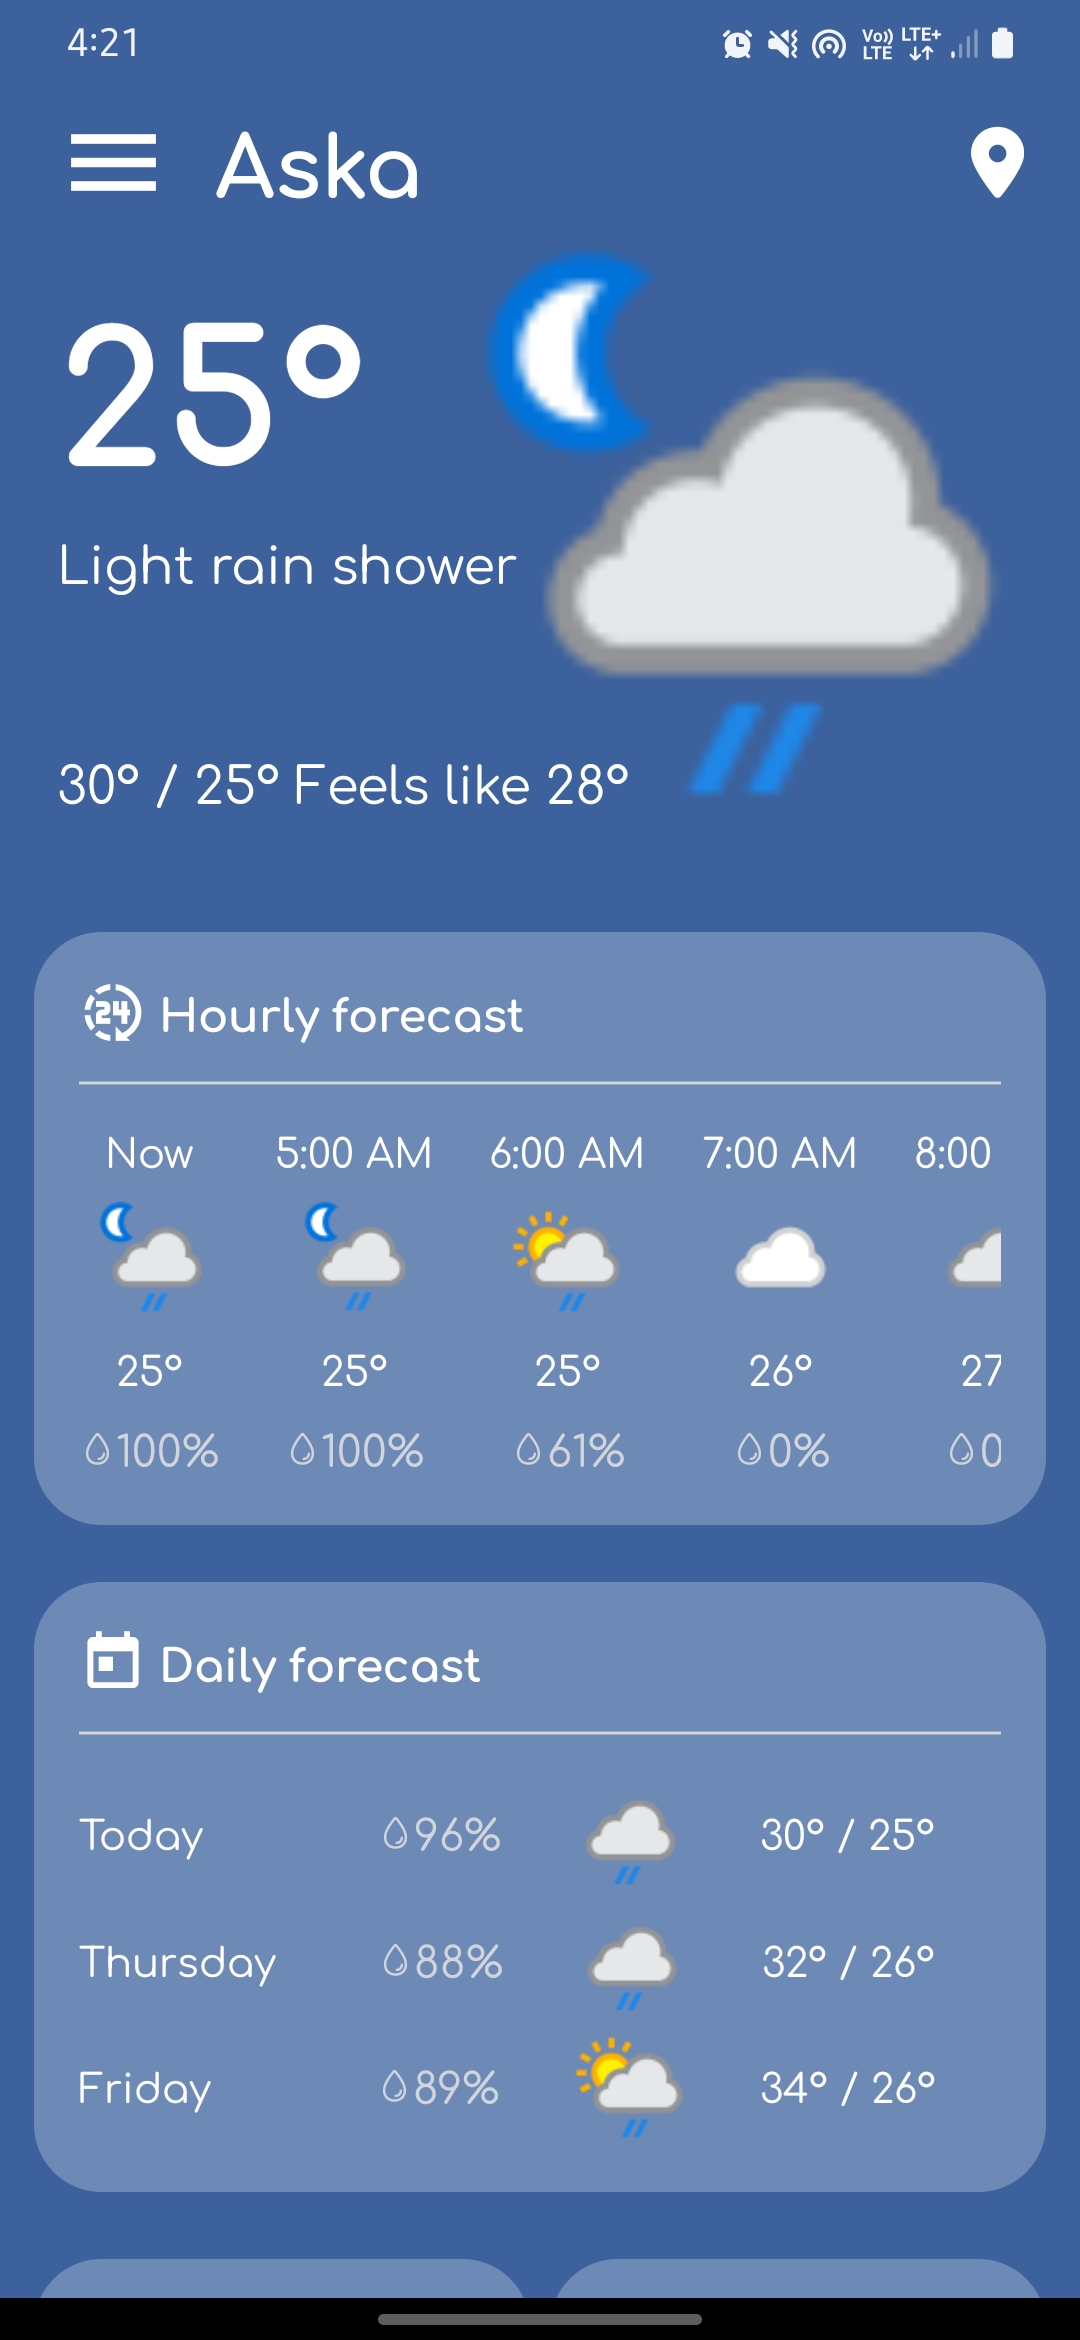 4:21 Vo)) LTE LTE+
Aska
25°
Light rain shower
30° / 25° Feels like 28°
24 Hourly forecast
Now 5:00 AM 6:00 AM 7:00 AM 8:00
25° 25° 25° 26° 27
100% 100% 61% 0% 0
Daily forecast
Today 96% 30° / 25°
Thursday 88% 32° / 26°
Friday 89% 34° / 26°